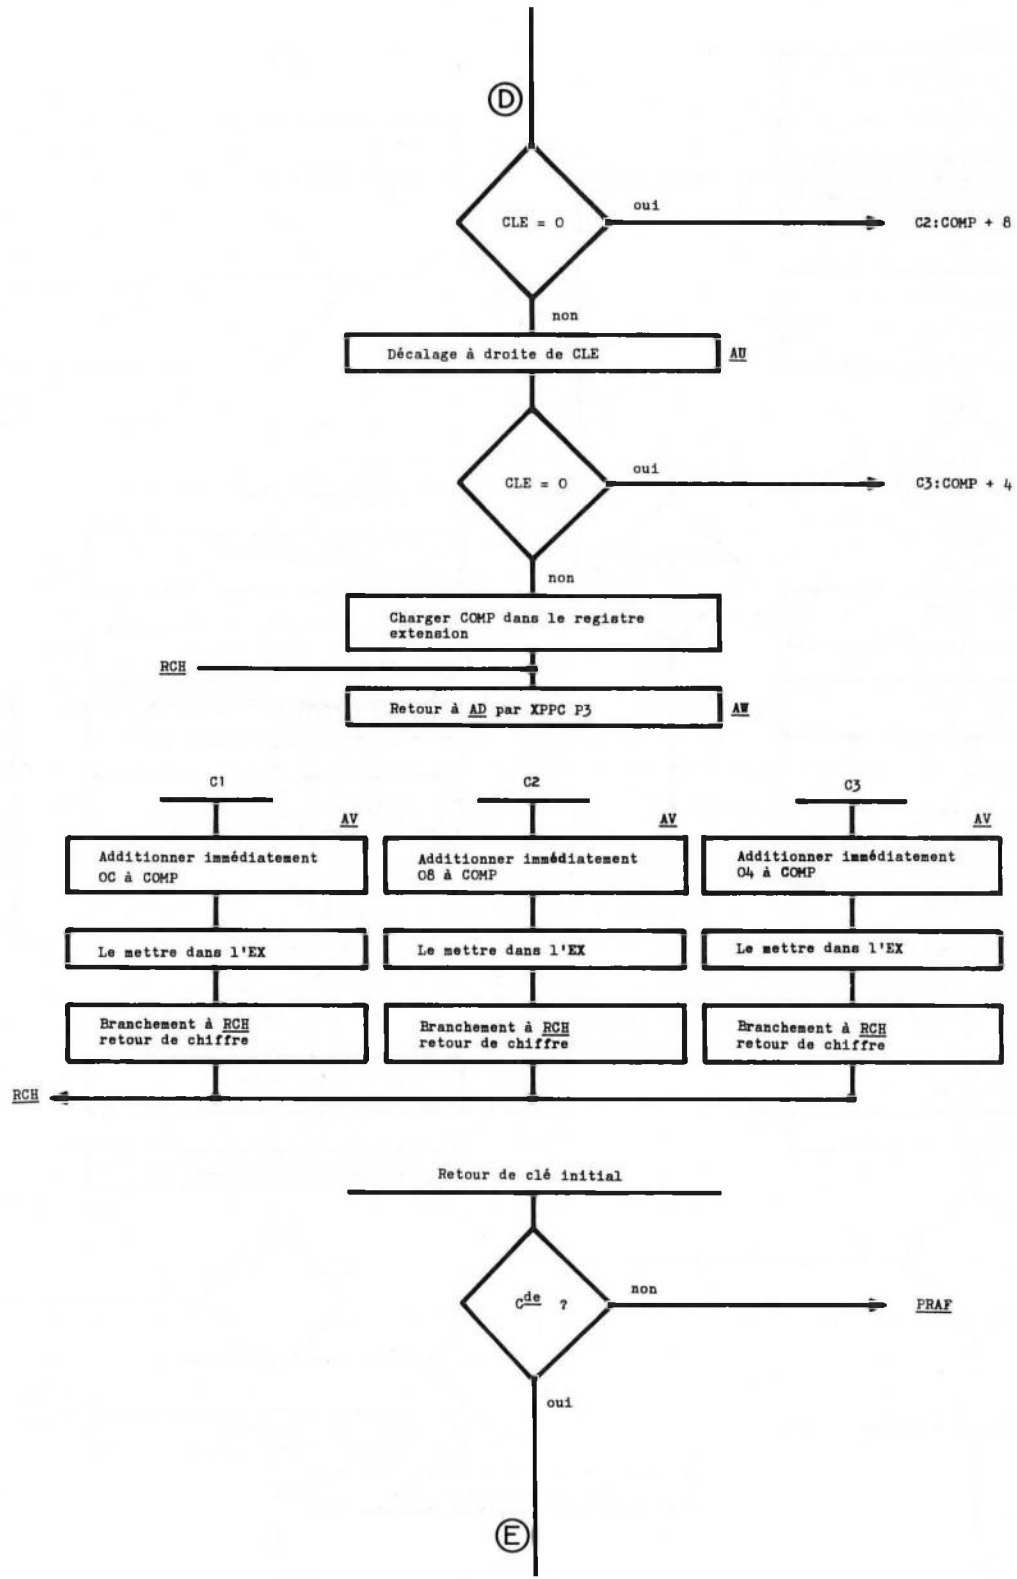 D
oui
CLE = 0
C2:COMP + 8
non
Décalage à droite de CLE
AU
oui
CLE = 0
C3:COMP + 4
non
Charger COMP dans le registre
extension
RCH
Retour à AD par XPPC P3
AW
C1
C2
C3
AV
AV
AV
Additionner immédiatement
0C à COMP
Additionner immédiatement
08 à COMP
Additionner immédiatement
04 à COMP
Le mettre dans l'EX
Le mettre dans l'EX
Le mettre dans l'EX
Branchement à RCH
retour de chiffre
Branchement à RCH
retour de chiffre
Branchement à RCH
retour de chiffre
RCH
Retour de clé initial
non
Cde ?
PRAF
oui
E